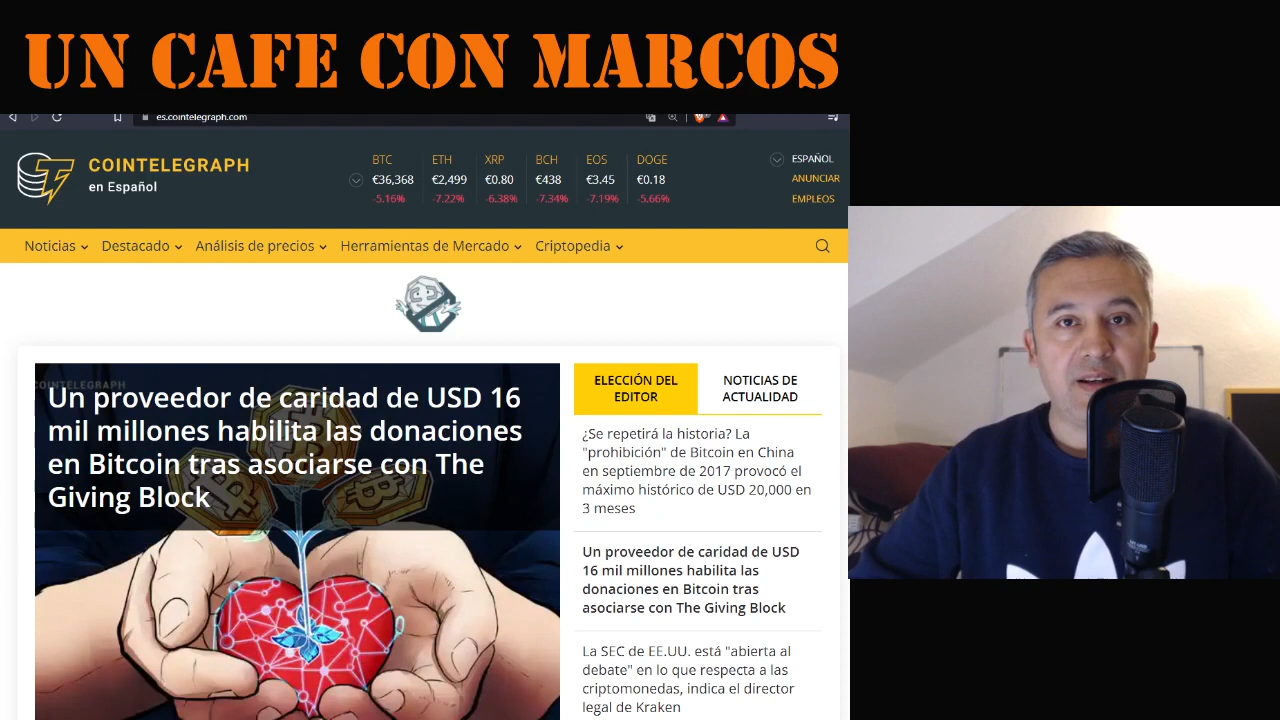 UN CAFE CON MARCOS
es.cointelegraph.com
COINTELEGRAPH
en Español
BTC ETH XRP BCH EOS DOGE
€36,368 €2,499 €0.80 €438 €3.45 €0.18
-5.16% -7.22% -6.38% -7.34% -7.19% -5.66%
ESPAÑOL
ANUNCIAR
EMPLEOS
Noticias Destacado Análisis de precios Herramientas de Mercado Criptopedia
COINTELEGRAPH
Un proveedor de caridad de USD 16
mil millones habilita las donaciones
en Bitcoin tras asociarse con The
Giving Block
ELECCIÓN DEL
EDITOR
NOTICIAS DE
ACTUALIDAD
¿Se repetirá la historia? La
"prohibición" de Bitcoin en China
en septiembre de 2017 provocó el
máximo histórico de USD 20,000 en
3 meses
Un proveedor de caridad de USD
16 mil millones habilita las
donaciones en Bitcoin tras
asociarse con The Giving Block
La SEC de EE.UU. está "abierta al
debate" en lo que respecta a las
criptomonedas, indica el director
legal de Kraken